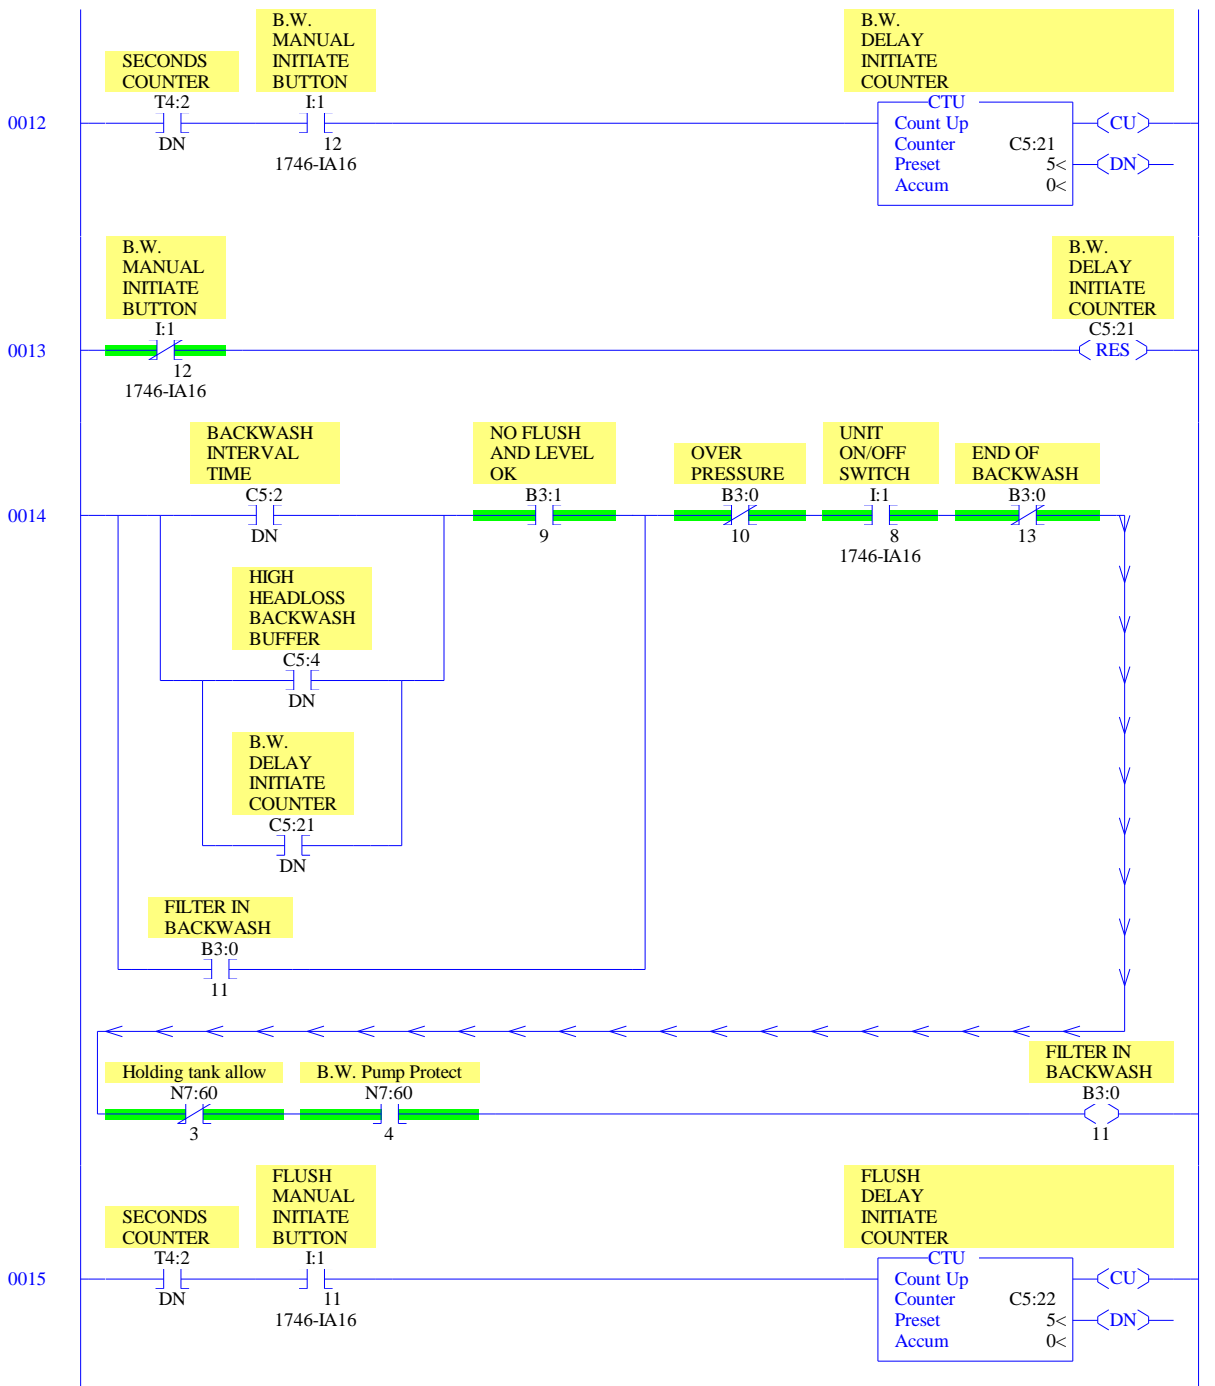 B.W.
MANUAL
INITIATE
BUTTON
SECONDS
COUNTER
B.W.
DELAY
INITIATE
COUNTER
T4:2
I:1
CTU
0012
Count Up
CU
DN
12
1746-IA16
Counter C5:21
Preset 5<
DN
Accum 0<
B.W.
MANUAL
INITIATE
BUTTON
B.W.
DELAY
INITIATE
COUNTER
I:1
C5:21
0013
RES
12
1746-IA16
BACKWASH
INTERVAL
TIME
NO FLUSH
AND LEVEL
OK
OVER
PRESSURE
UNIT
ON/OFF
SWITCH
END OF
BACKWASH
C5:2
B3:1
B3:0
I:1
B3:0
0014
DN
9
10
8
1746-IA16
13
HIGH
HEADLOSS
BACKWASH
BUFFER
C5:4
DN
B.W.
DELAY
INITIATE
COUNTER
C5:21
DN
FILTER IN
BACKWASH
B3:0
11
Holding tank allow
B.W. Pump Protect
FILTER IN
BACKWASH
N7:60
N7:60
B3:0
3
4
11
FLUSH
MANUAL
INITIATE
BUTTON
SECONDS
COUNTER
FLUSH
DELAY
INITIATE
COUNTER
T4:2
I:1
CTU
0015
Count Up
CU
DN
11
1746-IA16
Counter C5:22
Preset 5<
DN
Accum 0<